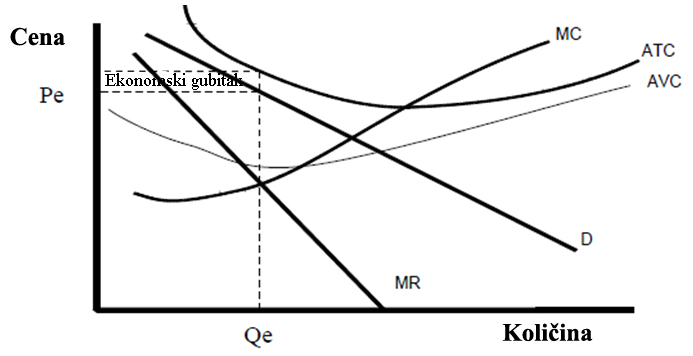 Cena
MC
ATC
Ekonomski gubitak
AVC
Pe
D
MR
Qe
Količina